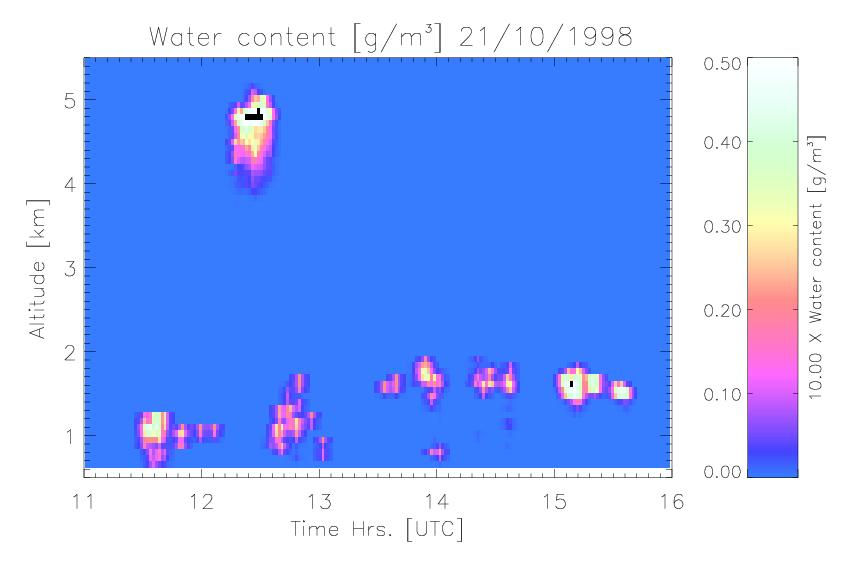 Water content [g/m³] 21/10/1998
5
4
3
2
1
Altitude [km]
11 12 13 14 15 16
Time Hrs. [UTC]
0.50
0.40
0.30
0.20
0.10
0.00
10.00 X Water content [g/m³]